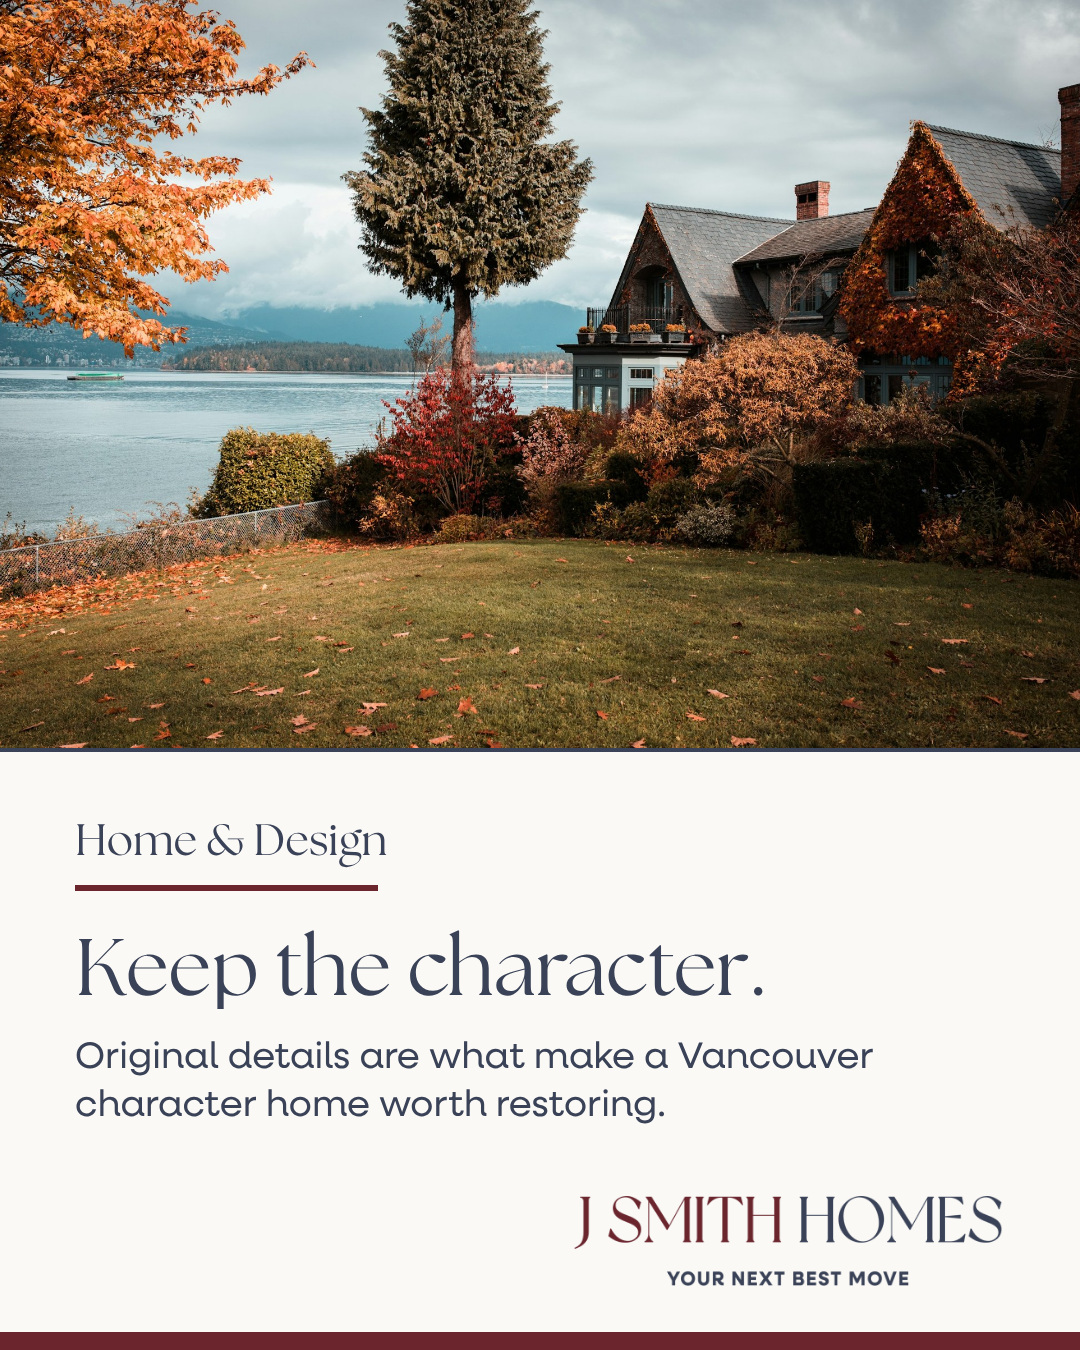 Home & Design
Keep the character.
Original details are what make a Vancouver
character home worth restoring.
J SMITH HOMES
YOUR NEXT BEST MOVE